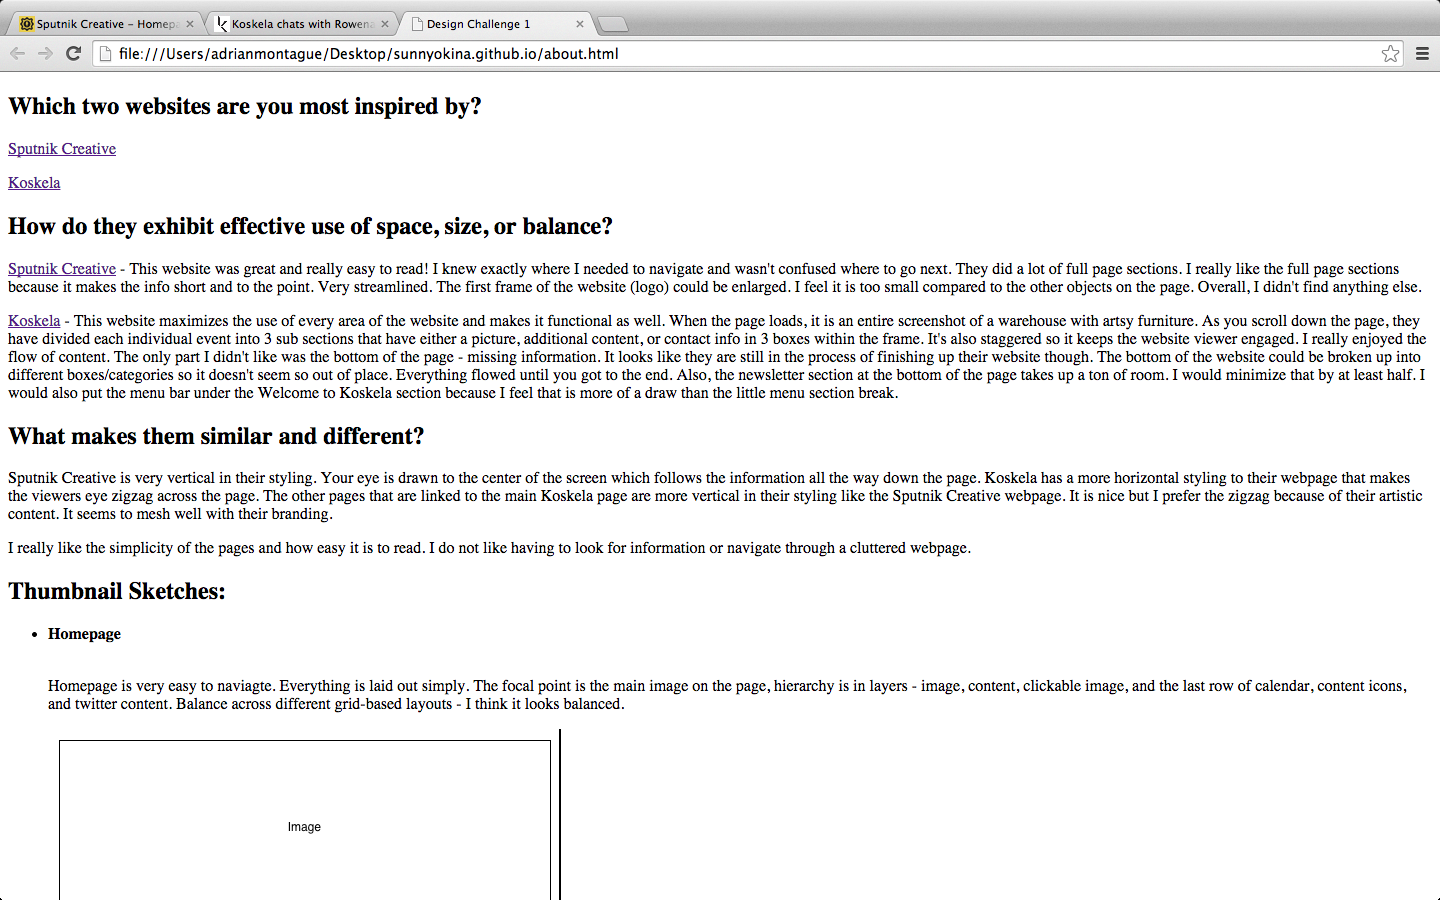 Sputnik Creative – Homep
Koskela chats with Rowen
Design Challenge 1
file:///Users/adrianmontague/Desktop/sunnyokina.github.io/about.html
Which two websites are you most inspired by?
Sputnik Creative
Koskela
How do they exhibit effective use of space, size, or balance?
Sputnik Creative - This website was great and really easy to read! I knew exactly where I needed to navigate and wasn't confused where to go next. They did a lot of full page sections. I really like the full page sections
because it makes the info short and to the point. Very streamlined. The first frame of the website (logo) could be enlarged. I feel it is too small compared to the other objects on the page. Overall, I didn't find anything else.
Koskela - This website maximizes the use of every area of the website and makes it functional as well. When the page loads, it is an entire screenshot of a warehouse with artsy furniture. As you scroll down the page, they
have divided each individual event into 3 sub sections that have either a picture, additional content, or contact info in 3 boxes within the frame. It's also staggered so it keeps the website viewer engaged. I really enjoyed the
flow of content. The only part I didn't like was the bottom of the page - missing information. It looks like they are still in the process of finishing up their website though. The bottom of the website could be broken up into
different boxes/categories so it doesn't seem so out of place. Everything flowed until you got to the end. Also, the newsletter section at the bottom of the page takes up a ton of room. I would minimize that by at least half. I
would also put the menu bar under the Welcome to Koskela section because I feel that is more of a draw than the little menu section break.
What makes them similar and different?
Sputnik Creative is very vertical in their styling. Your eye is drawn to the center of the screen which follows the information all the way down the page. Koskela has a more horizontal styling to their webpage that makes
the viewers eye zigzag across the page. The other pages that are linked to the main Koskela page are more vertical in their styling like the Sputnik Creative webpage. It is nice but I prefer the zigzag because of their artistic
content. It seems to mesh well with their branding.
I really like the simplicity of the pages and how easy it is to read. I do not like having to look for information or navigate through a cluttered webpage.
Thumbnail Sketches:
• Homepage
Homepage is very easy to naviagte. Everything is laid out simply. The focal point is the main image on the page, hierarchy is in layers - image, content, clickable image, and the last row of calendar, content icons,
and twitter content. Balance across different grid-based layouts - I think it looks balanced.
Image